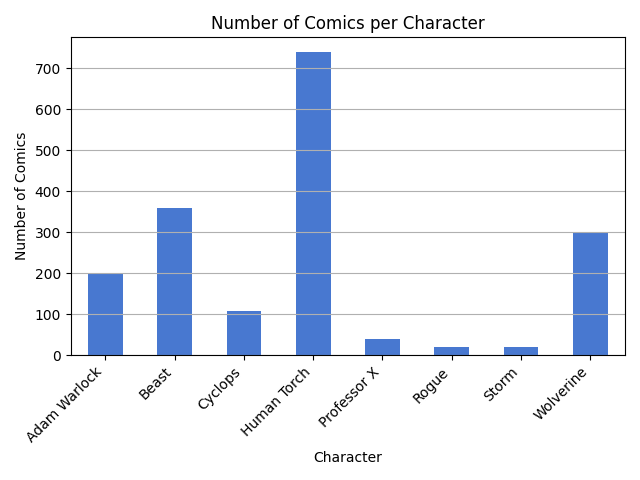 Number of Comics per Character
Number of Comics
700
600
500
400
300
200
100
0
Adam Warlock
Beast
Cyclops
Human Torch
Professor X
Rogue
Storm
Wolverine
Character